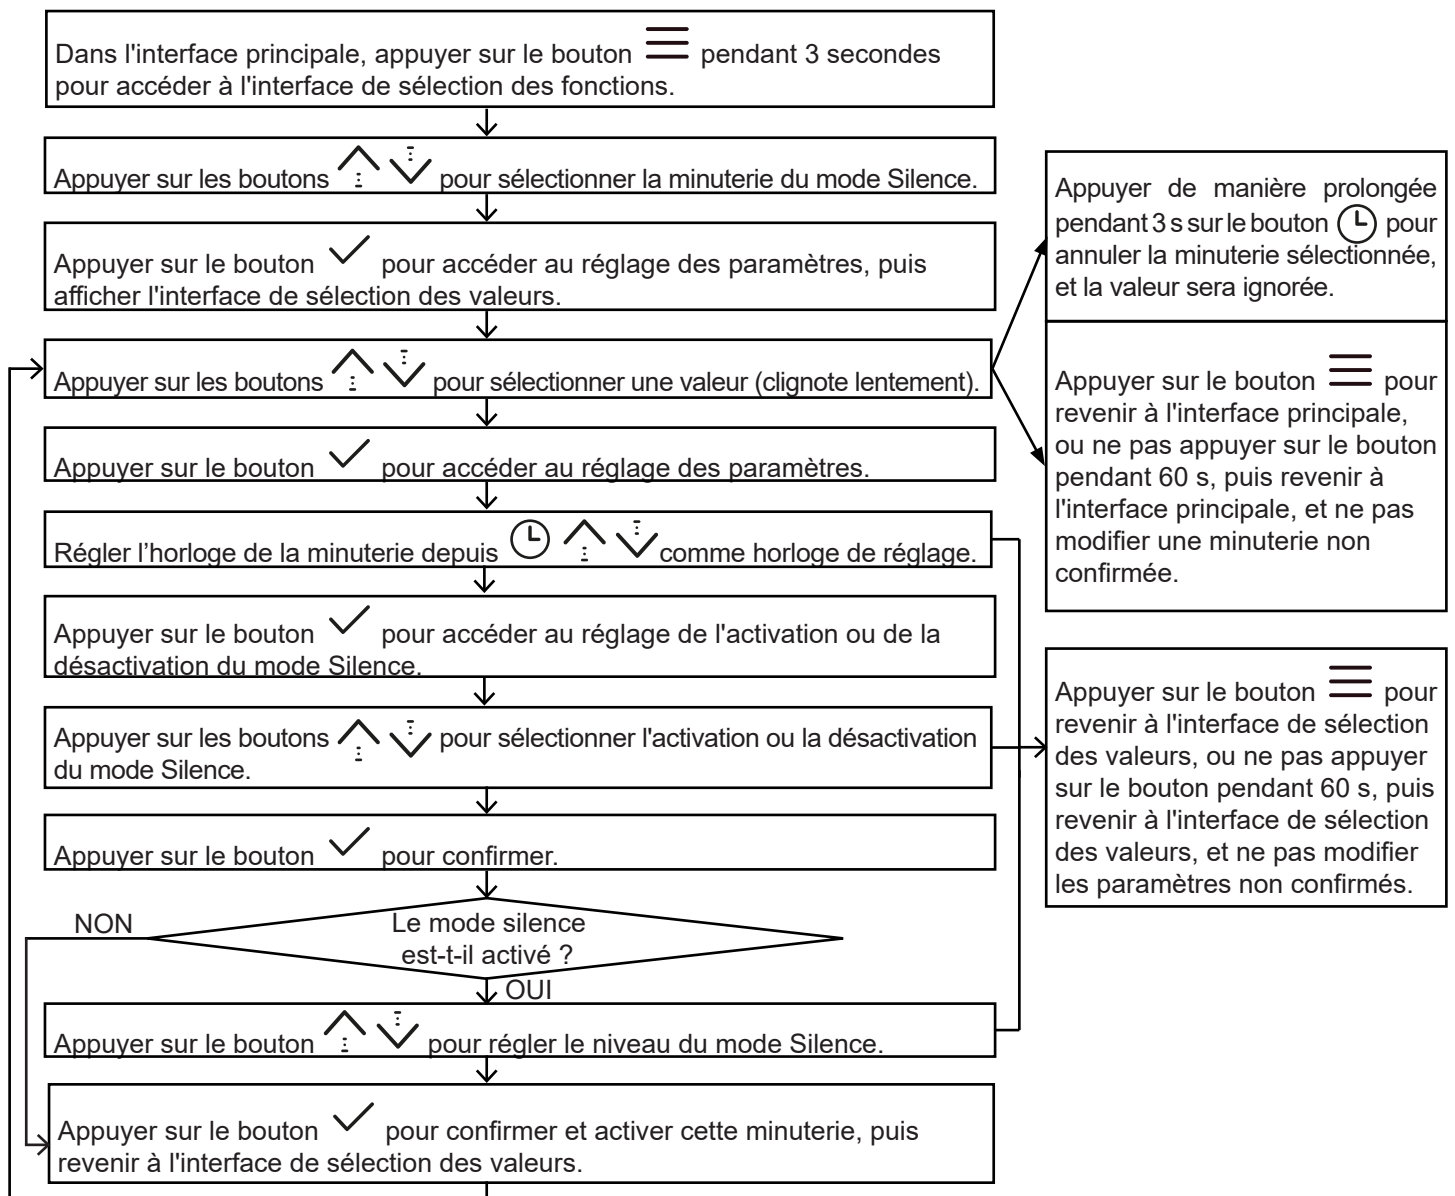 Dans l'interface principale, appuyer sur le bouton pendant 3 secondes
pour accéder à l'interface de sélection des fonctions.
Appuyer sur les boutons pour sélectionner la minuterie du mode Silence.
Appuyer sur le bouton pour accéder au réglage des paramètres, puis
afficher l'interface de sélection des valeurs.
Appuyer sur les boutons pour sélectionner une valeur (clignote lentement).
Appuyer de manière prolongée
pendant 3 s sur le bouton pour
annuler la minuterie sélectionnée,
et la valeur sera ignorée.
Appuyer sur le bouton pour
revenir à l'interface principale,
ou ne pas appuyer sur le bouton
pendant 60 s, puis revenir à
l'interface principale, et ne pas
modifier une minuterie non
confirmée.
Appuyer sur le bouton pour accéder au réglage des paramètres.
Régler l’horloge de la minuterie depuis comme horloge de réglage.
Appuyer sur le bouton pour accéder au réglage de l'activation ou de la
désactivation du mode Silence.
Appuyer sur les boutons pour sélectionner l'activation ou la désactivation
du mode Silence.
Appuyer sur le bouton pour
revenir à l'interface de sélection
des valeurs, ou ne pas appuyer
sur le bouton pendant 60 s, puis
revenir à l'interface de sélection
des valeurs, et ne pas modifier
les paramètres non confirmés.
Appuyer sur le bouton pour confirmer.
Le mode silence
est-t-il activé ?
NON
OUI
Appuyer sur le bouton pour régler le niveau du mode Silence.
Appuyer sur le bouton pour confirmer et activer cette minuterie, puis
revenir à l'interface de sélection des valeurs.